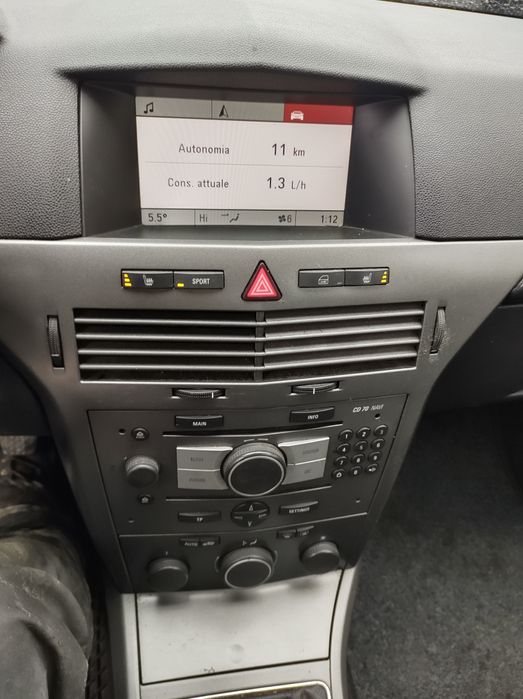 Autonomia 11 km
Cons. attuale 1.3 L/h
5.5° Hi 6 1:12
SPORT
MAIN INFO CD 70 NAVI
TP SETTINGS
AUTO